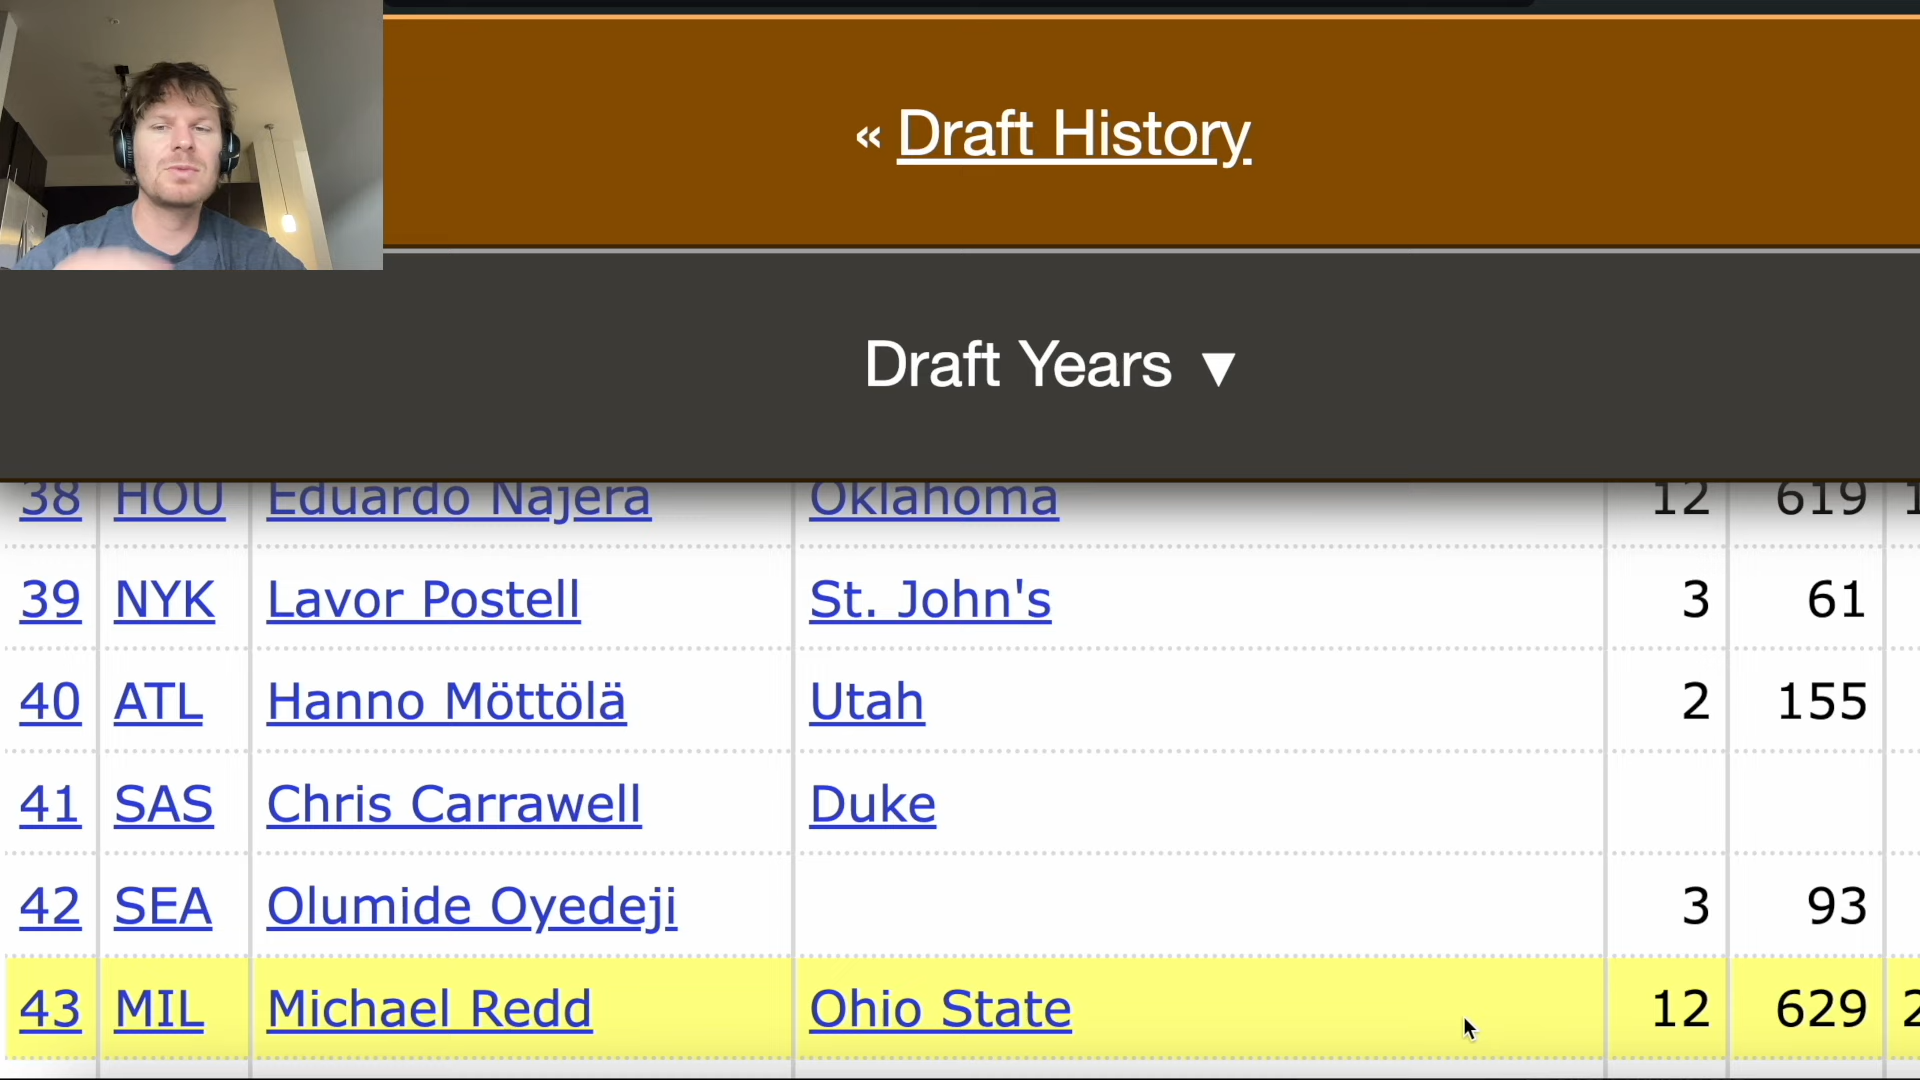 « Draft History
Draft Years ▼
38 HOU Eduardo Najera Oklahoma 12 619
39 NYK Lavor Postell St. John's 3 61
40 ATL Hanno Möttölä Utah 2 155
41 SAS Chris Carrawell Duke
42 SEA Olumide Oyedeji 3 93
43 MIL Michael Redd Ohio State 12 629